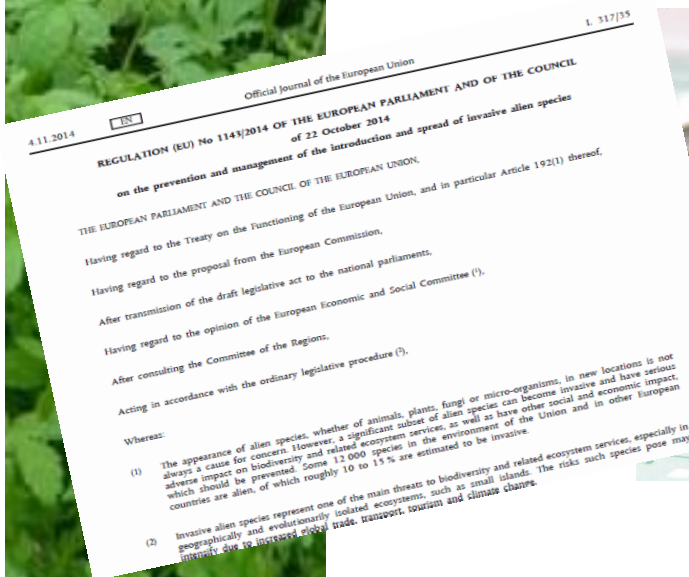 L 317/35
Official Journal of the European Union
EN
4.11.2014
REGULATION (EU) No 1143/2014 OF THE EUROPEAN PARLIAMENT AND OF THE COUNCIL
of 22 October 2014
on the prevention and management of the introduction and spread of invasive alien species
THE EUROPEAN PARLIAMENT AND THE COUNCIL OF THE EUROPEAN UNION,
Having regard to the Treaty on the Functioning of the European Union, and in particular Article 192(1) thereof,
Having regard to the proposal from the European Commission,
After transmission of the draft legislative act to the national parliaments,
Having regard to the opinion of the European Economic and Social Committee (¹),
After consulting the Committee of the Regions,
Acting in accordance with the ordinary legislative procedure (²),
Whereas:
(1) The appearance of alien species, whether of animals, plants, fungi or micro-organisms, in new locations is not
always a cause for concern. However, a significant subset of alien species can become invasive and have serious
adverse impact on biodiversity and related ecosystem services, as well as have other social and economic impact,
which should be prevented. Some 12 000 species in the environment of the Union and in other European
countries are alien, of which roughly 10 to 15 % are estimated to be invasive.
(2) Invasive alien species represent one of the main threats to biodiversity and related ecosystem services, especially in
geographically and evolutionarily isolated ecosystems, such as small islands. The risks such species pose may
intensify due to increased global trade, transport, tourism and climate change.